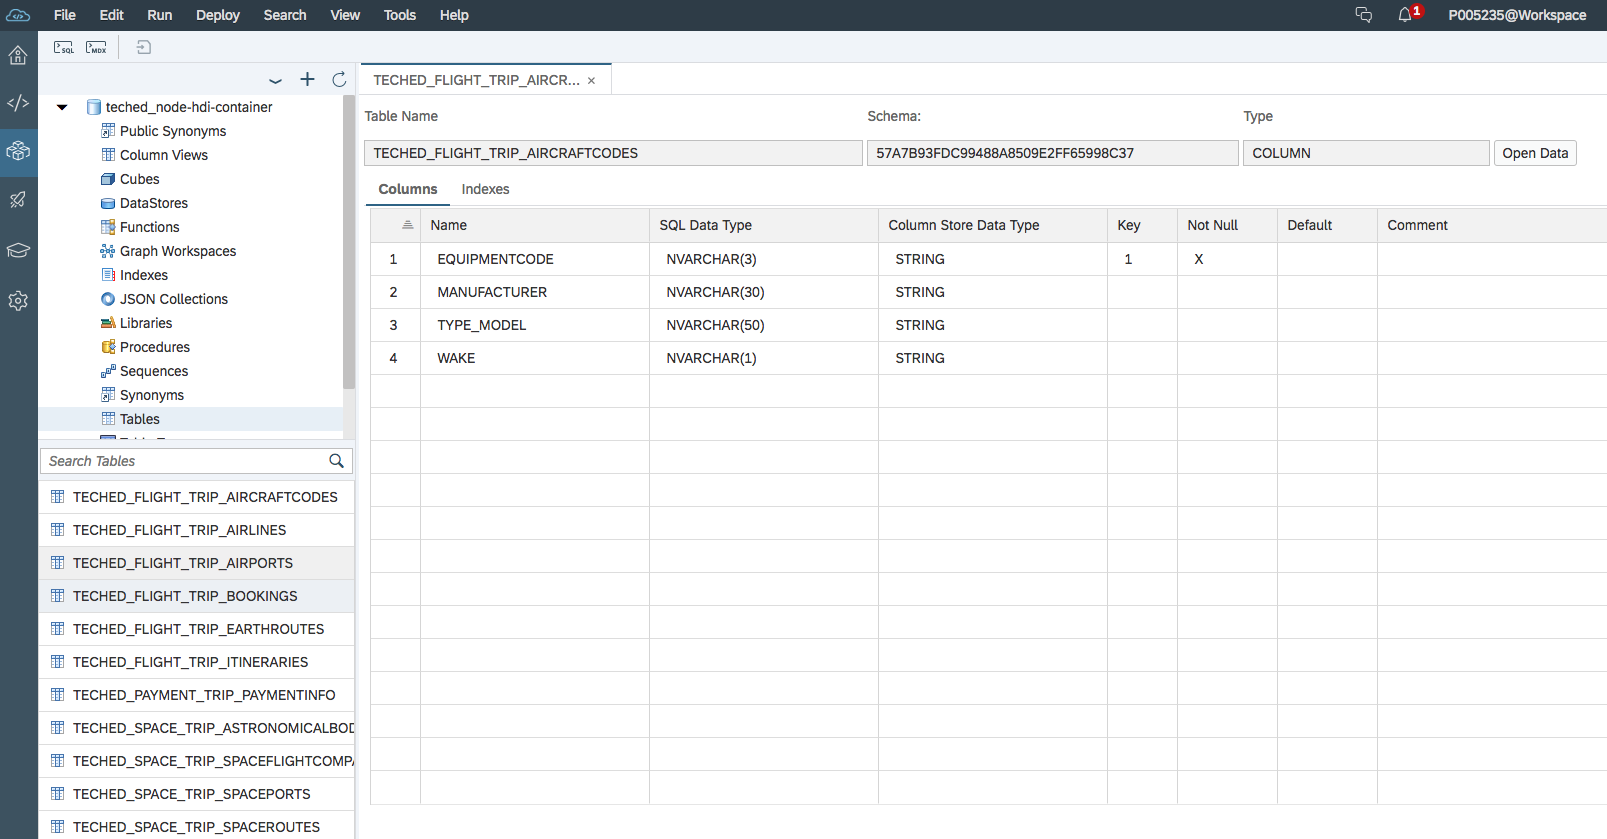 File Edit Run Deploy Search View Tools Help 1 P005235@Workspace
SQL MDX
teched_node-hdi-container
Public Synonyms
Column Views
Cubes
DataStores
Functions
Graph Workspaces
Indexes
JSON Collections
Libraries
Procedures
Sequences
Synonyms
Tables
Search Tables
TECHED_FLIGHT_TRIP_AIRCRAFTCODES
TECHED_FLIGHT_TRIP_AIRLINES
TECHED_FLIGHT_TRIP_AIRPORTS
TECHED_FLIGHT_TRIP_BOOKINGS
TECHED_FLIGHT_TRIP_EARTHROUTES
TECHED_FLIGHT_TRIP_ITINERARIES
TECHED_PAYMENT_TRIP_PAYMENTINFO
TECHED_SPACE_TRIP_ASTRONOMICALBOD
TECHED_SPACE_TRIP_SPACEFLIGHTCOMPA
TECHED_SPACE_TRIP_SPACEPORTS
TECHED_SPACE_TRIP_SPACEROUTES
TECHED_FLIGHT_TRIP_AIRCR... ×
Table Name Schema: Type
TECHED_FLIGHT_TRIP_AIRCRAFTCODES 57A7B93FDC99488A8509E2FF65998C37 COLUMN Open Data
Columns Indexes
Name SQL Data Type Column Store Data Type Key Not Null Default Comment
1 EQUIPMENTCODE NVARCHAR(3) STRING 1 X
2 MANUFACTURER NVARCHAR(30) STRING
3 TYPE_MODEL NVARCHAR(50) STRING
4 WAKE NVARCHAR(1) STRING